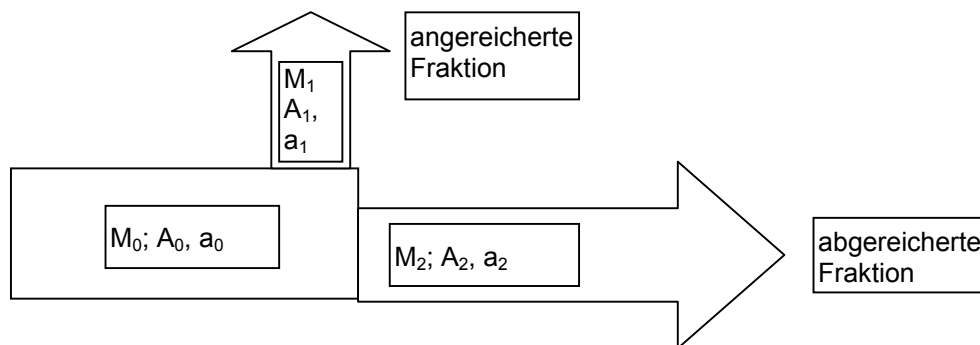 angereicherte
Fraktion
M₁
A₁,
a₁
M₀; A₀, a₀
M₂; A₂, a₂
abgereicherte
Fraktion